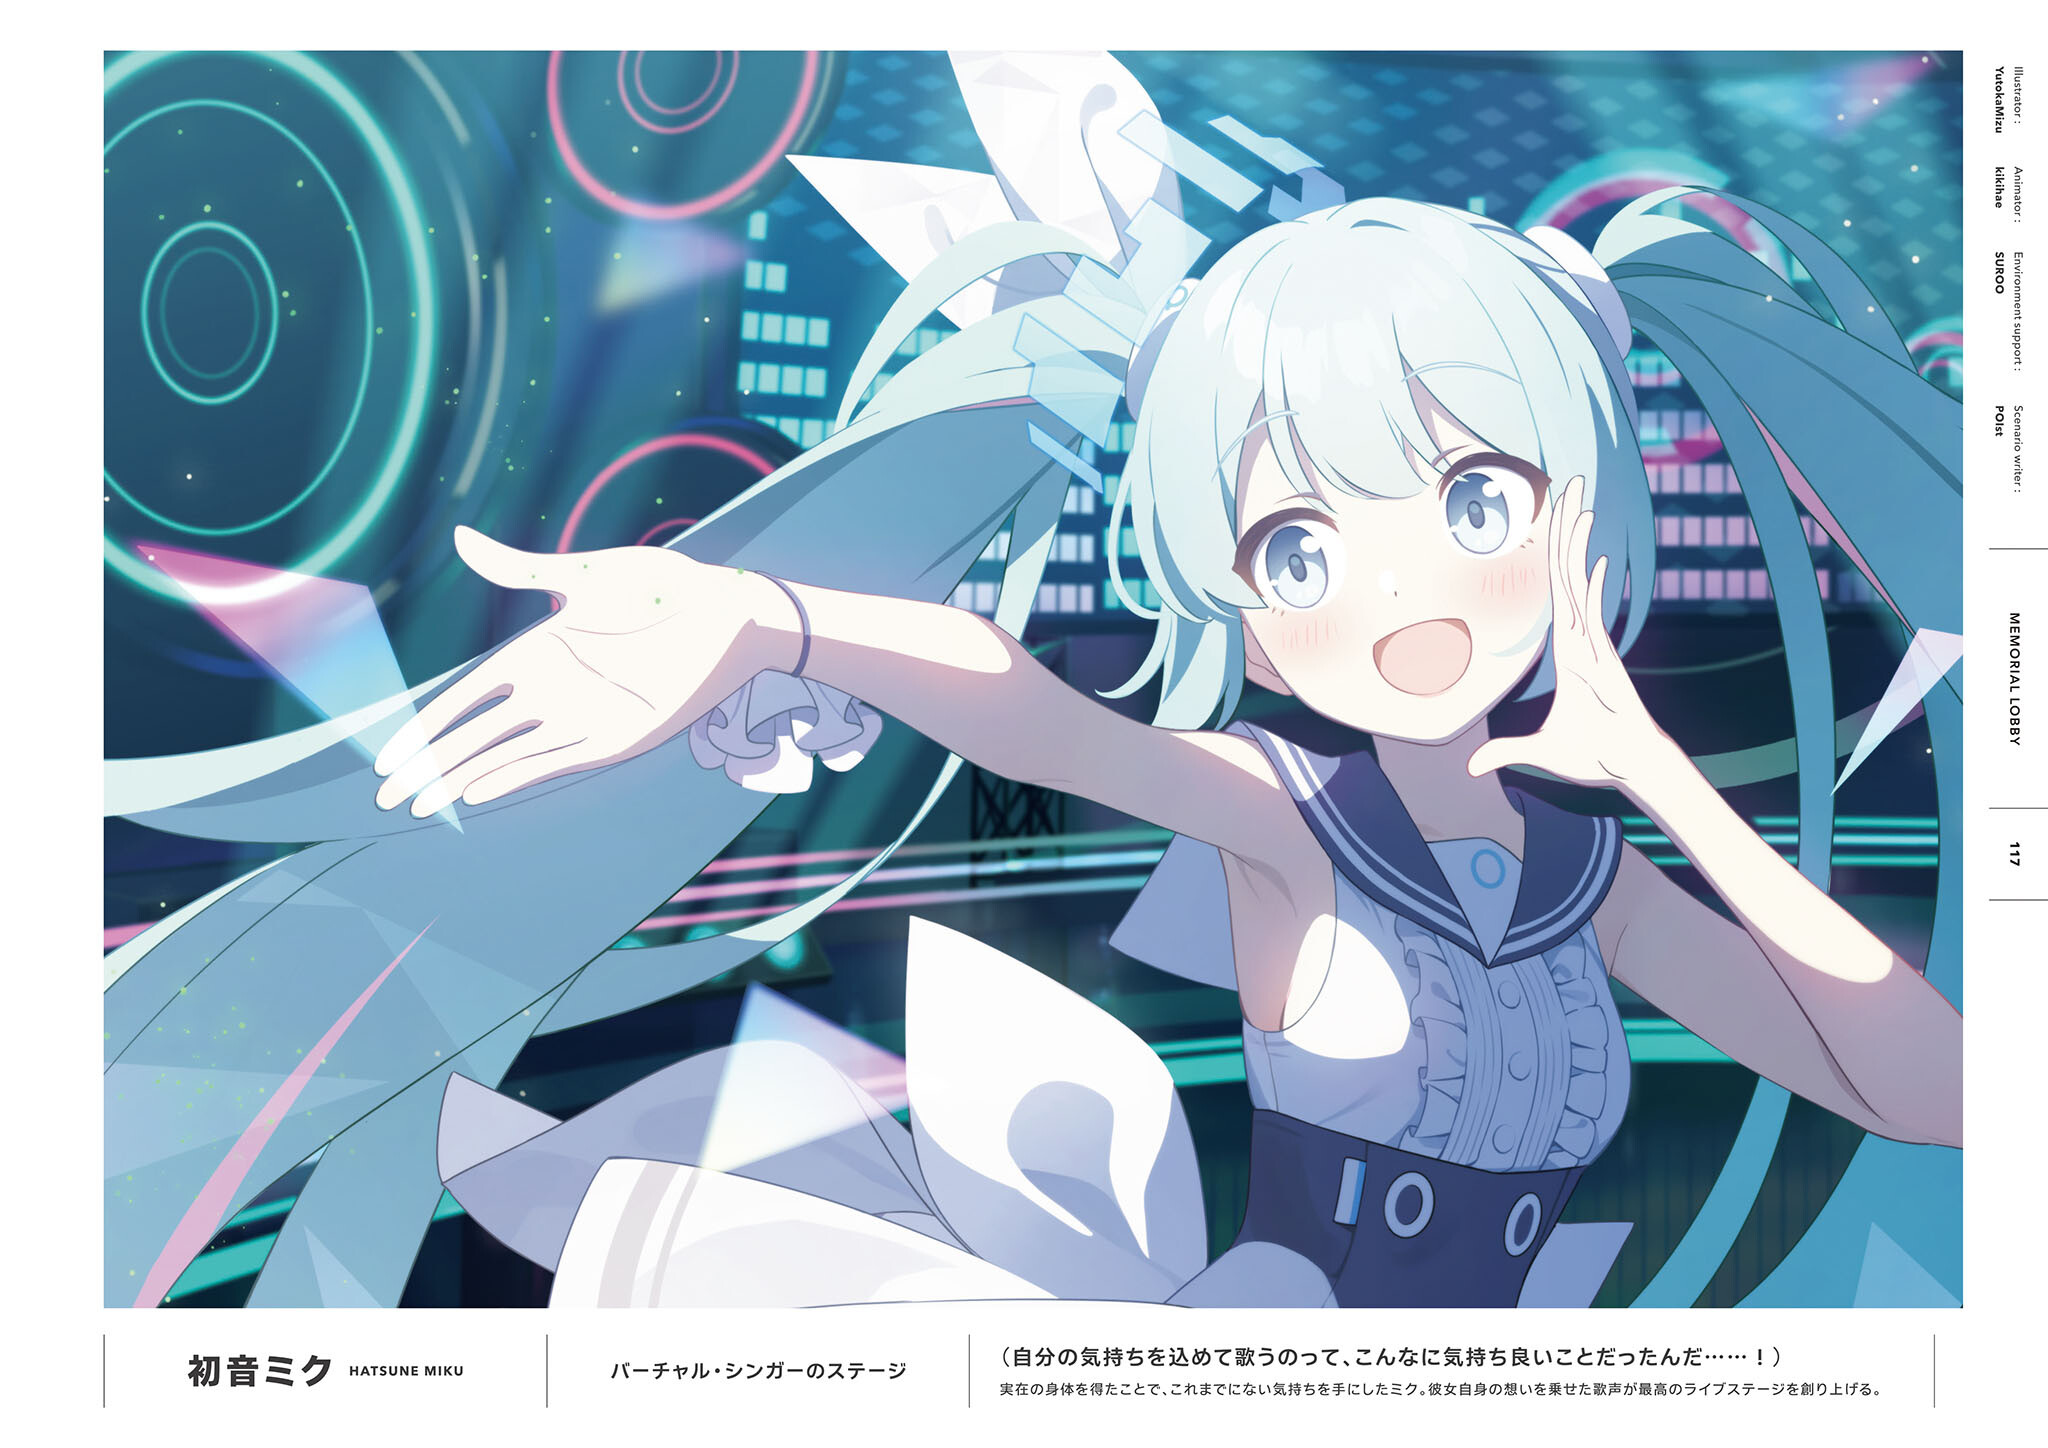 Illustrator :
YutokaMizu
Animator :
kikihae
Environment support :
SUROO
Scenario writer :
POIst
MEMORIAL LOBBY
117
初音ミク HATSUNE MIKU
バーチャル・シンガーのステージ
（自分の気持ちを込めて歌うのって、こんなに気持ち良いことだったんだ……！）
実在の身体を得たことで、これまでにない気持ちを手にしたミク。彼女自身の想いを乗せた歌声が最高のライブステージを創り上げる。